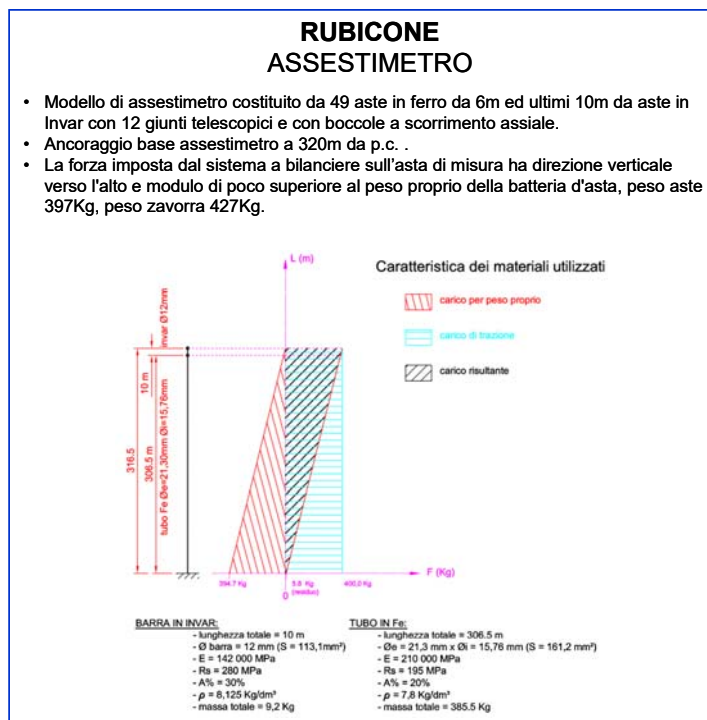 RUBICONE
ASSESTIMETRO
• Modello di assestimetro costituito da 49 aste in ferro da 6m ed ultimi 10m da aste in
Invar con 12 giunti telescopici e con boccole a scorrimento assiale.
• Ancoraggio base assestimetro a 320m da p.c. .
• La forza imposta dal sistema a bilanciere sull'asta di misura ha direzione verticale
verso l'alto e modulo di poco superiore al peso proprio della batteria d'asta, peso aste
397Kg, peso zavorra 427Kg.
L (m)
Caratteristica dei materiali utilizzati
carico per peso proprio
carico di trazione
carico risultante
invar Ø12mm
10 m
316.5
306.5 m
tubo Fe Øe=21,30mm Øi=15,76mm
F (Kg)
394.7 Kg
5.8 Kg
(residuo)
400,0 Kg
0
BARRA IN INVAR:
- lunghezza totale = 10 m
- Ø barra = 12 mm (S = 113,1mm²)
- E = 142 000 MPa
- Rs = 280 MPa
- A% = 30%
- ρ = 8,125 Kg/dm³
- massa totale = 9,2 Kg
TUBO IN Fe:
- lunghezza totale = 306.5 m
- Øe = 21,3 mm x Øi = 15,76 mm (S = 161,2 mm²)
- E = 210 000 MPa
- Rs = 195 MPa
- A% = 20%
- ρ = 7,8 Kg/dm³
- massa totale = 385.5 Kg